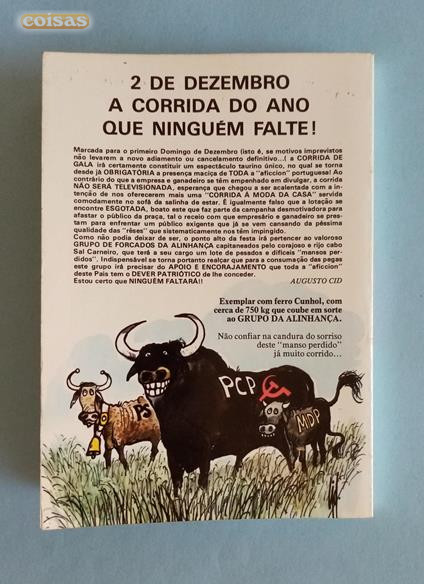 coisas
2 DE DEZEMBRO
A CORRIDA DO ANO
QUE NINGUÉM FALTE!
Marcada para o primeiro Domingo de Dezembro (isto é, se motivos imprevistos
não levarem a novo adiamento ou cancelamento definitivo...( a CORRIDA DE
GALA irá certamente constituir um espectáculo taurino único, no qual se torna
desde já OBRIGATÓRIA a presença maciça de TODA a "aficcion" portuguesa! Ao
contrário do que a empresa e ganadeiro se têm empenhado em divulgar, a corrida
NÃO SERÁ TELEVISIONADA, esperança que chegou a ser acalentada com a in-
tenção de nos oferecerem mais uma "CORRIDA À MODA DA CASA" servida
comodamente no sofá da salinha de estar. É igualmente falso que a lotação se
encontre ESGOTADA, boato este que faz parte da campanha desmotivadora para
afastar o público da praça, tal o receio com que empresário e ganadeiro se pres-
tam para enfrentar um público exigente que já se vem cansando da péssima
qualidade das "rêses" que sistematicamente nos têm impingido.
Como não podia deixar de ser, o ponto alto da festa irá pertencer ao valoroso
GRUPO DE FORCADOS DA ALINHANÇA capitaneados pelo corajoso e rijo cabo
Sal Carneiro, que terá a seu cargo um lote de pesados e difíceis "mansos per-
didos". Indispensável se torna portanto realçar que para a consumação das pegas
este grupo irá precisar do APOIO E ENCORAJAMENTO que toda a "aficcion"
deste País tem o DEVER PATRIÓTICO de lhe conceder.
Estou certo que NINGUÉM FALTARÁ!!
AUGUSTO CID
Exemplar com ferro Cunhol, com
cerca de 750 kg que coube em sorte
ao GRUPO DA ALINHANÇA.
Não confiar na candura do sorriso
deste "manso perdido"
já muito corrido...
PS
PCP
MDP